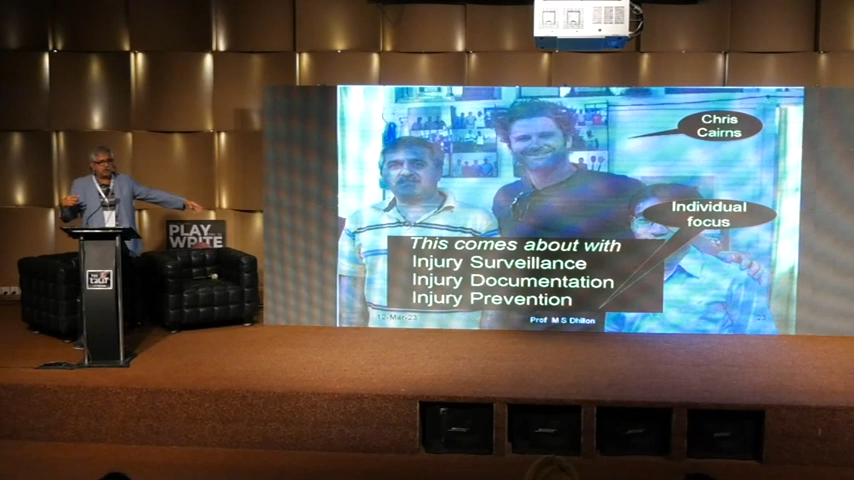 Chris
Cairns
Individual
focus
This comes about with
Injury Surveillance
Injury Documentation
Injury Prevention
12-Mar-23
Prof M S Dhillon
23
PLAY
WRITE